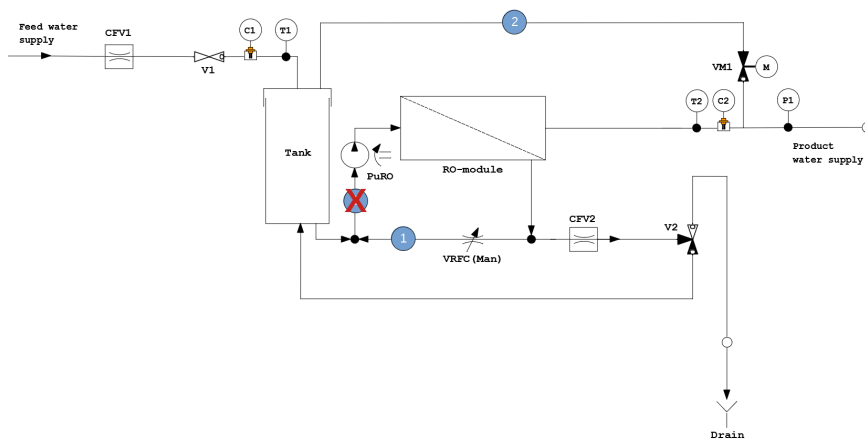 Feed water
supply
CFV1
C1
T1
V1
2
VM1
M
T2
C2
P1
Product
water supply
Tank
PuRO
RO-module
X
1
VRFC(Man)
CFV2
V2
Drain